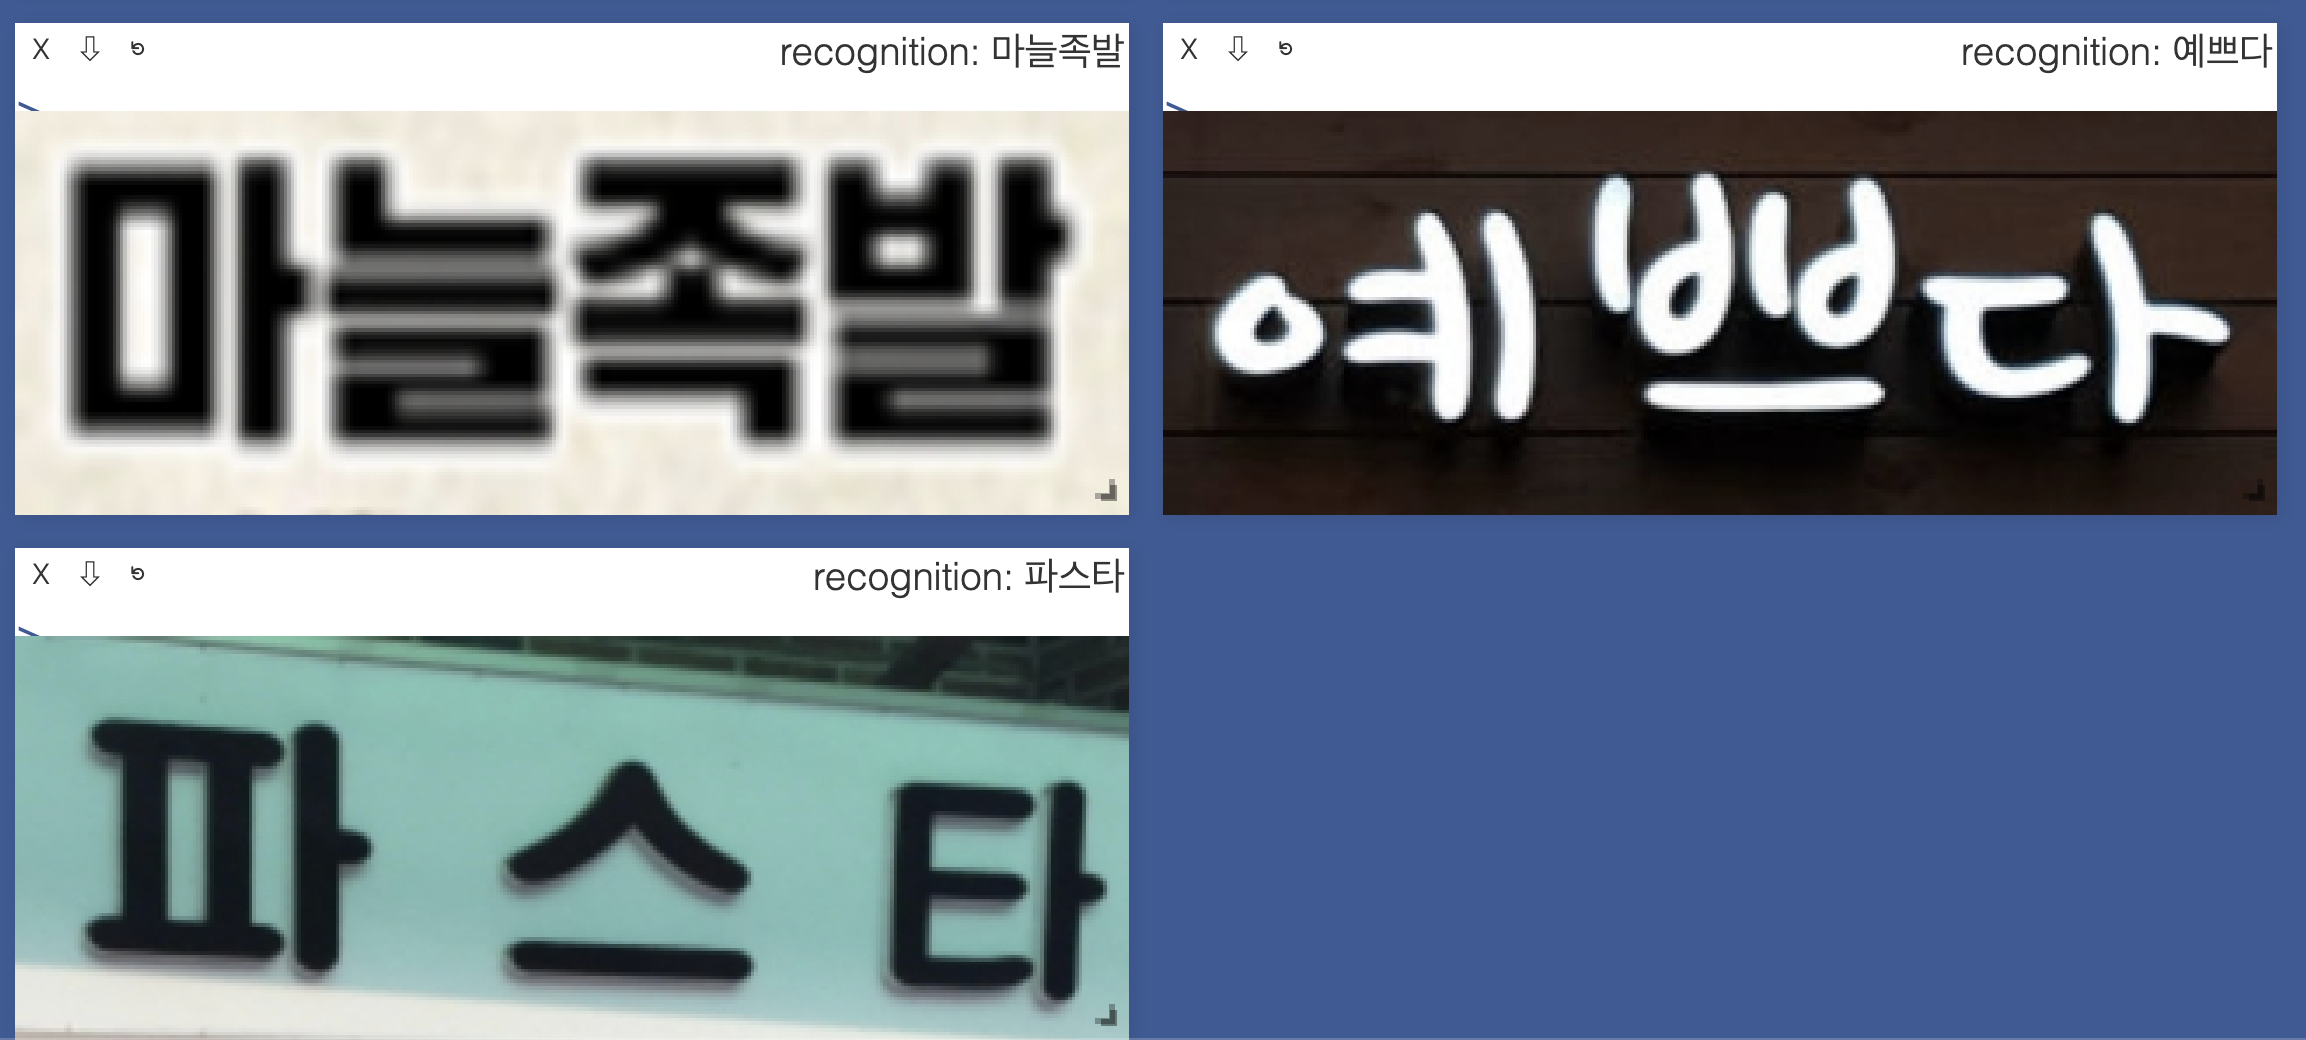 X ⇩ recognition: 마늘족발
마늘족발
X ⇩ recognition: 예쁘다
예쁘다
X ⇩ recognition: 파스타
파스타